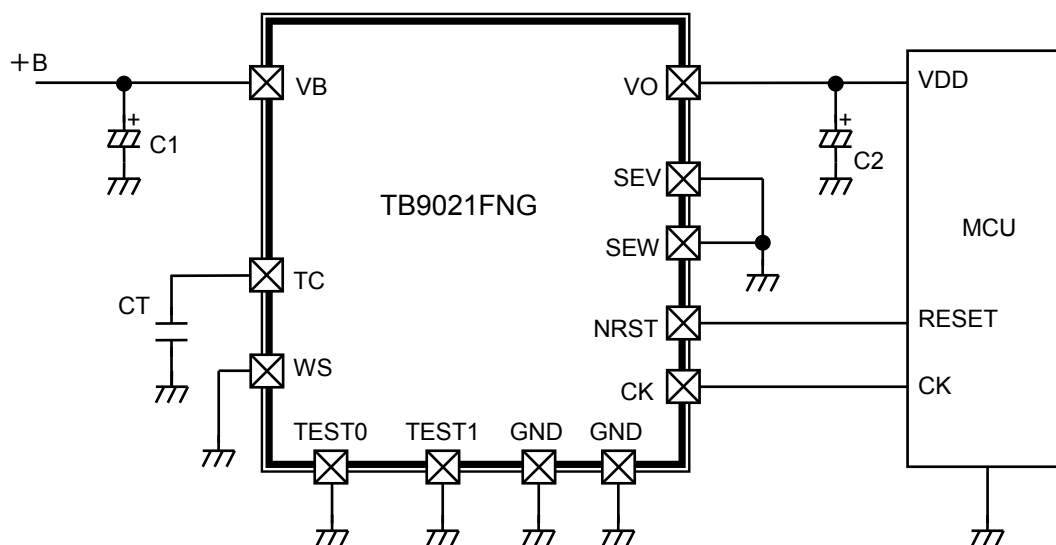 +B
VB
VO
VDD
+
C1
+
C2
SEV
TB9021FNG
SEW
MCU
TC
CT
NRST
RESET
WS
CK
CK
TEST0
TEST1
GND
GND